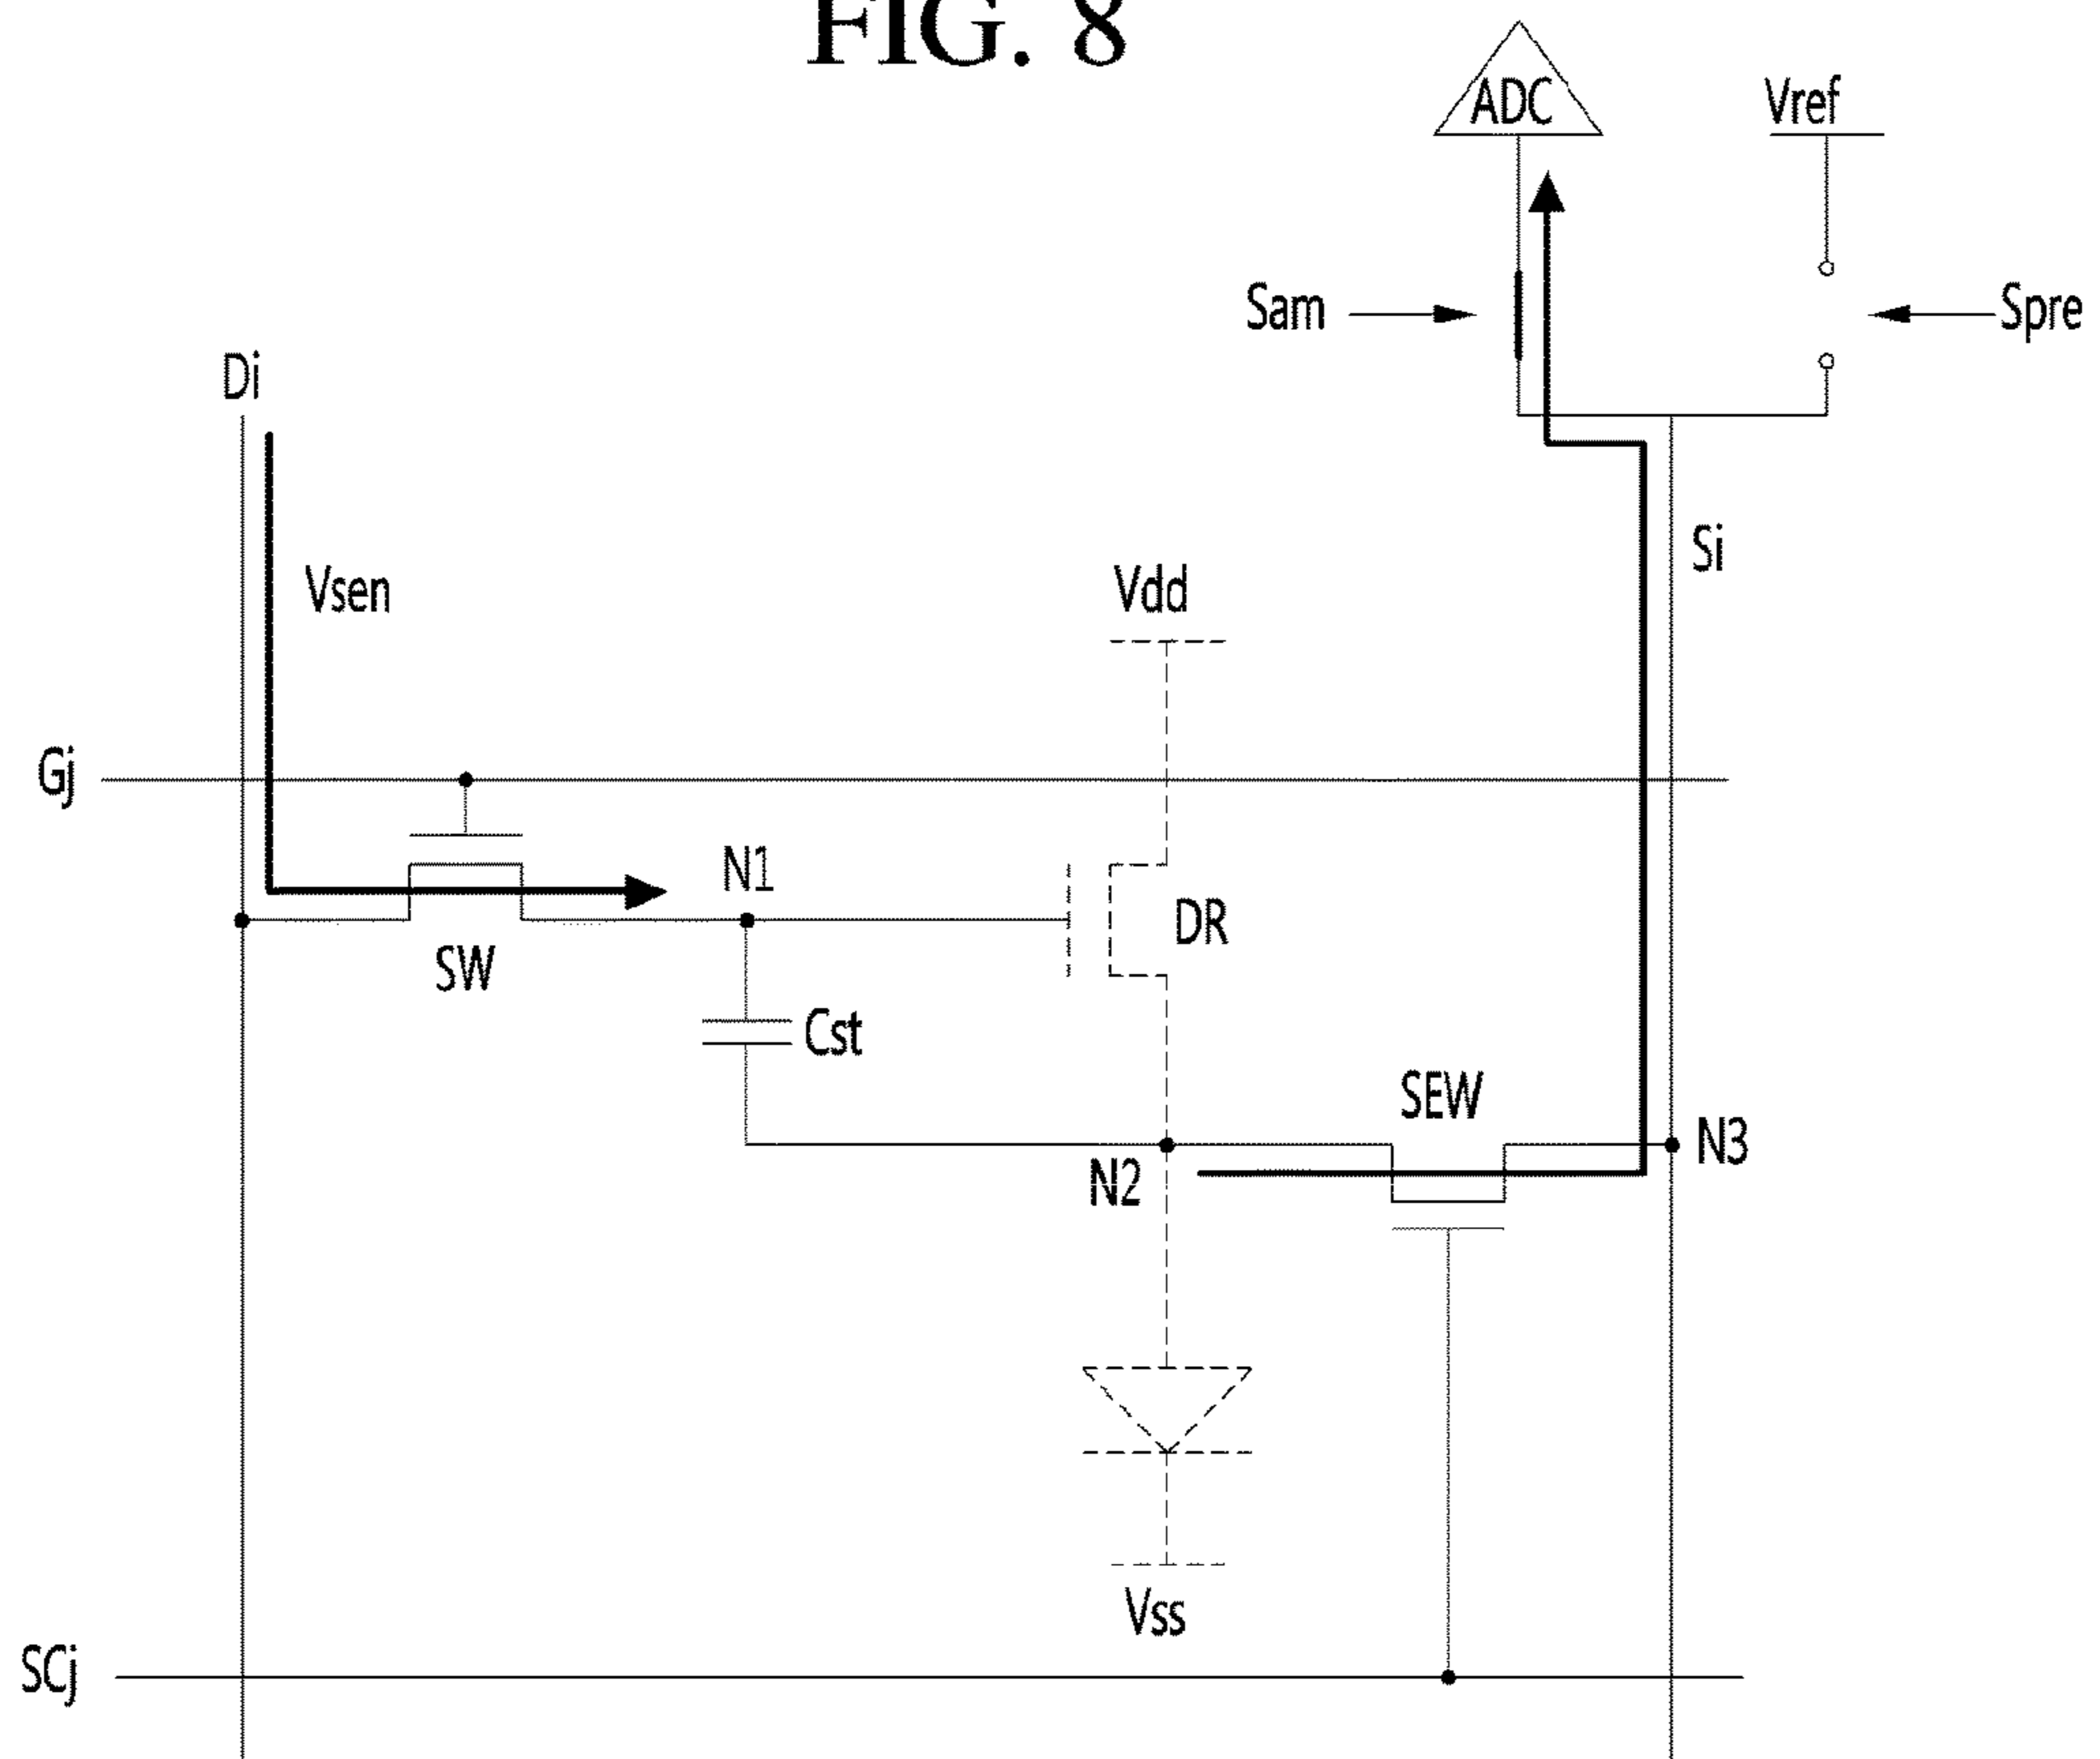 FIG. 8
ADC
Vref
Sam
Spre
Di
Si
Vsen
Vdd
Gj
N1
DR
SW
Cst
SEW
N3
N2
Vss
SCj